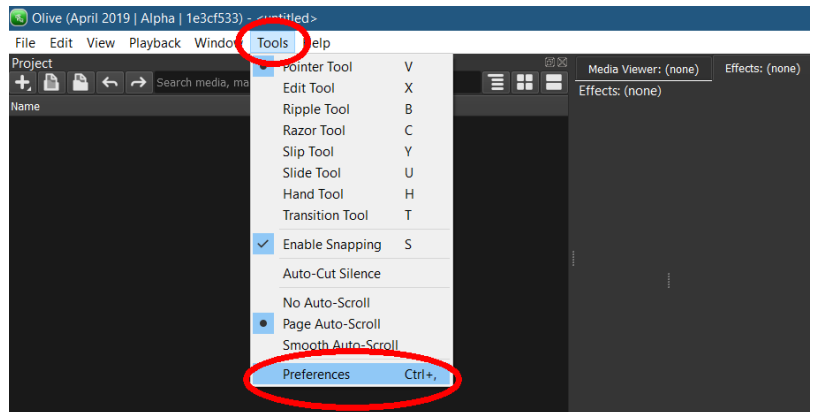 Olive (April 2019 | Alpha | 1e3cf533) - <untitled>
File Edit View Playback Window Tools Help
Project
Media Viewer: (none) Effects: (none)
Search media, ma
Effects: (none)
Name
Pointer Tool V
Edit Tool X
Ripple Tool B
Razor Tool C
Slip Tool Y
Slide Tool U
Hand Tool H
Transition Tool T
Enable Snapping S
Auto-Cut Silence
No Auto-Scroll
Page Auto-Scroll
Smooth Auto-Scroll
Preferences Ctrl+,